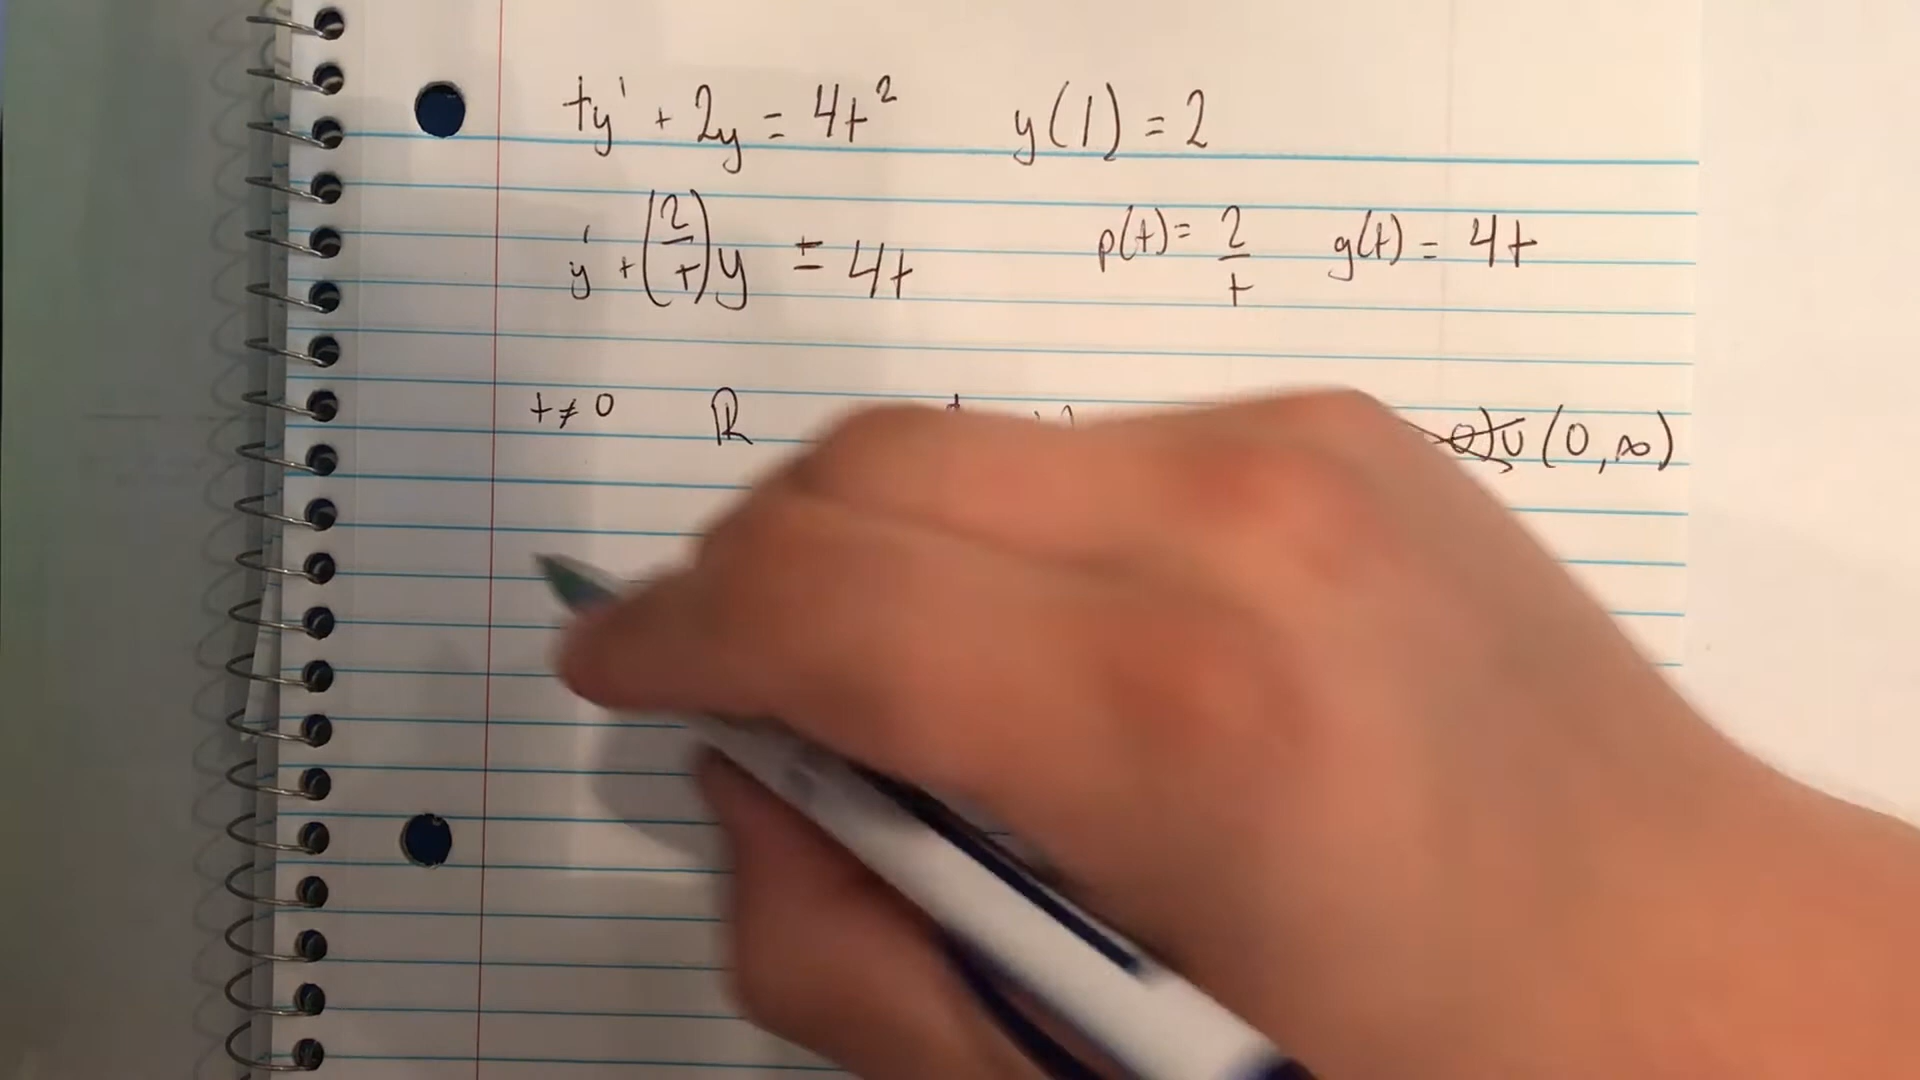 ty' + 2y = 4t² y(1) = 2
y' + (2/t)y = 4t p(t) = 2/t g(t) = 4t
t ≠ 0 ℝ (0,∞)